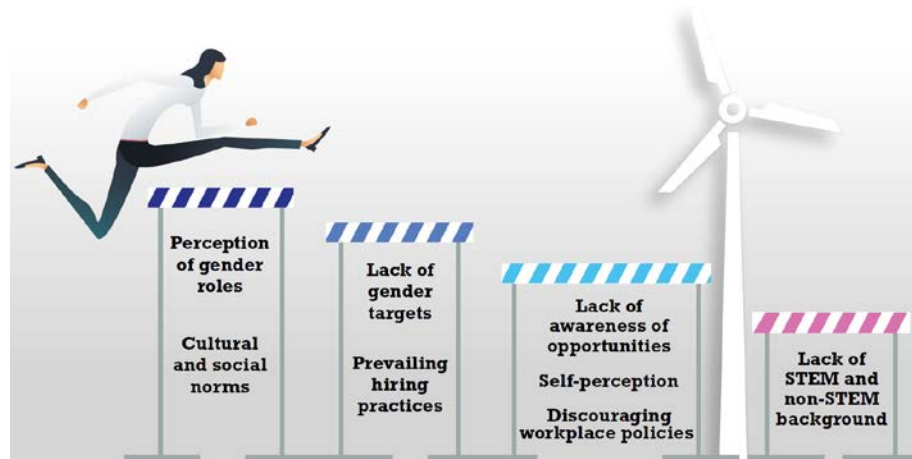 Perception
of gender
roles
Cultural
and social
norms
Lack of
gender
targets
Prevailing
hiring
practices
Lack of
awareness of
opportunities
Self-perception
Discouraging
workplace policies
Lack of
STEM and
non-STEM
background